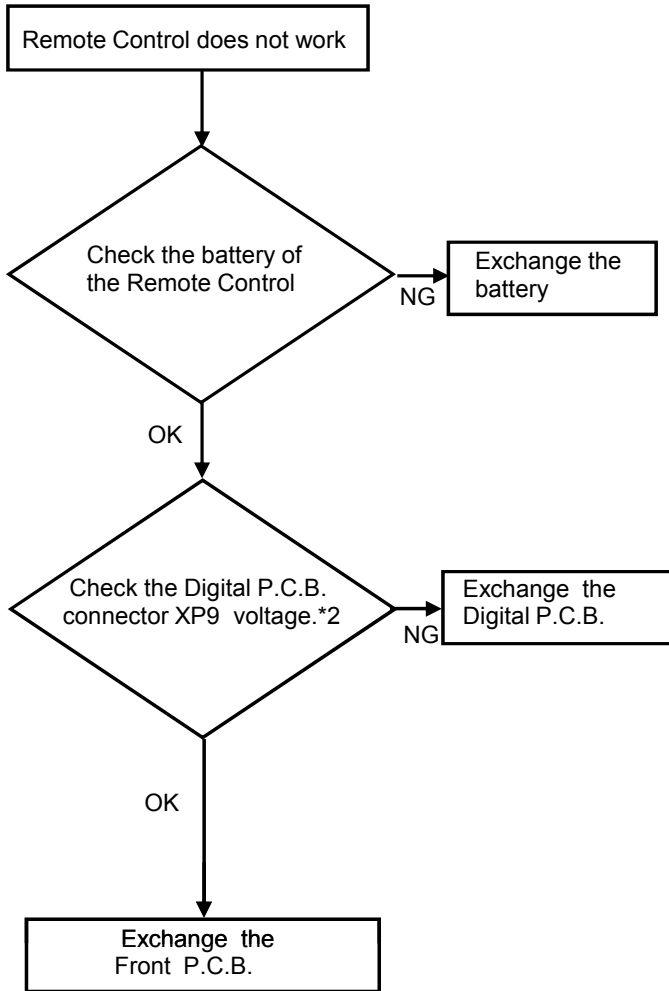 Remote Control does not work
Check the battery of
the Remote Control
NG
Exchange the
battery
OK
Check the Digital P.C.B.
connector XP9 voltage.*2
NG
Exchange the
Digital P.C.B.
OK
Exchange the
Front P.C.B.